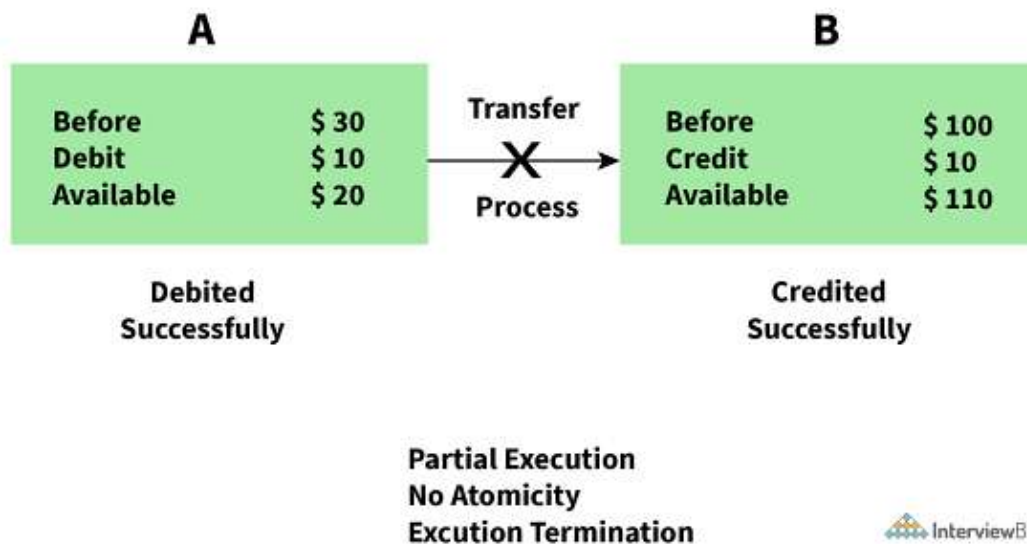 A
B
Before $ 30
Debit $ 10
Available $ 20
Transfer
X
Process
Before $ 100
Credit $ 10
Available $ 110
Debited
Successfully
Credited
Successfully
Partial Execution
No Atomicity
Excution Termination
InterviewB